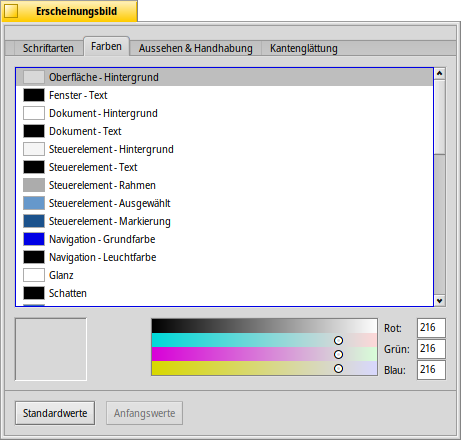 Erscheinungsbild
Schriftarten Farben Aussehen & Handhabung Kantenglättung
Oberfläche - Hintergrund
Fenster - Text
Dokument - Hintergrund
Dokument - Text
Steuerelement - Hintergrund
Steuerelement - Text
Steuerelement - Rahmen
Steuerelement - Ausgewählt
Steuerelement - Markierung
Navigation - Grundfarbe
Navigation - Leuchtfarbe
Glanz
Schatten
Rot: 216
Grün: 216
Blau: 216
Standardwerte Anfangswerte